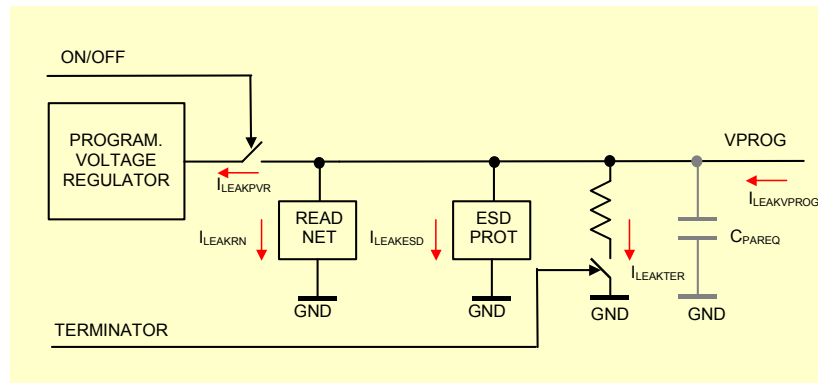 ON/OFF
PROGRAM.
VOLTAGE
REGULATOR
VPROG
ILEAKPVR
ILEAKVPROG
READ
NET
ILEAKRN
ESD
PROT
ILEAKESD
ILEAKTER
CPAREQ
GND
GND
GND
GND
TERMINATOR